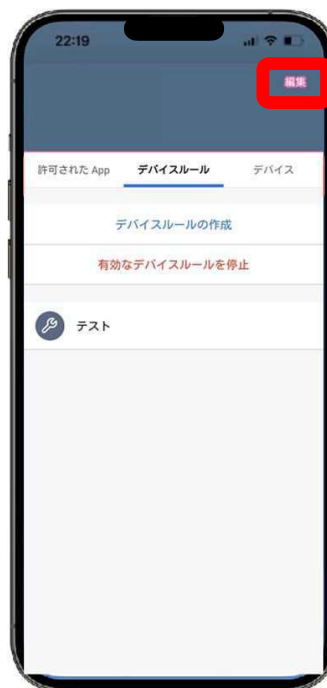 22:19
編集
許可された App デバイスルール デバイス
デバイスルールの作成
有効なデバイスルールを停止
テスト